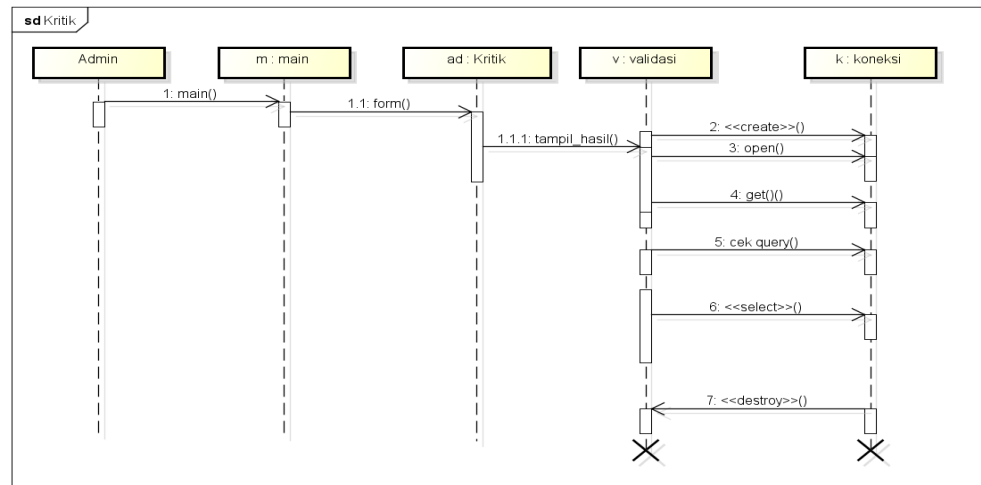 sd Kritik
Admin
m : main
ad : Kritik
v : validasi
k : koneksi
1: main()
1.1: form()
1.1.1: tampil_hasil()
2: <<create>>()
3: open()
4: get()()
5: cek query()
6: <<select>>()
7: <<destroy>>()